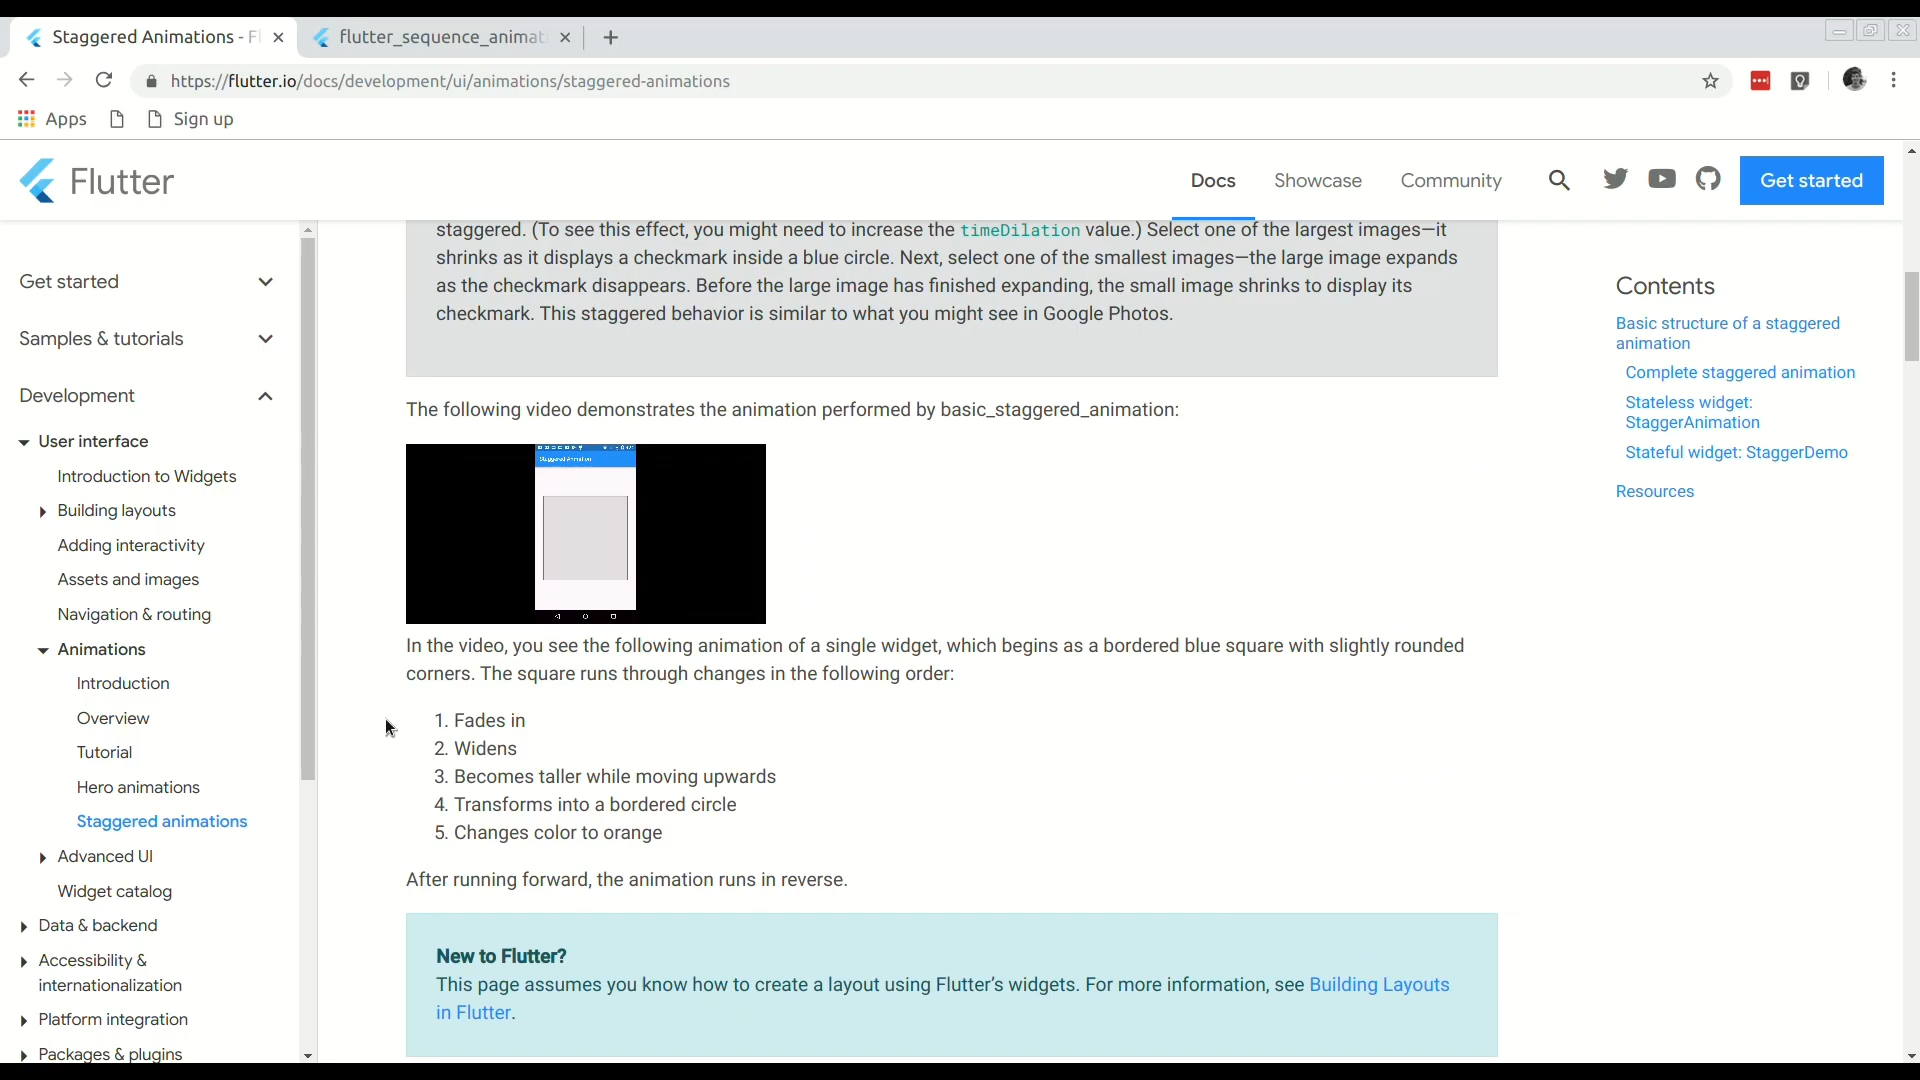 Staggered Animations - Fl
flutter_sequence_animat
https://flutter.io/docs/development/ui/animations/staggered-animations
Apps
Sign up
Flutter
Docs
Showcase
Community
Get started
Get started
Samples & tutorials
Development
User interface
Introduction to Widgets
Building layouts
Adding interactivity
Assets and images
Navigation & routing
Animations
Introduction
Overview
Tutorial
Hero animations
Staggered animations
Advanced UI
Widget catalog
Data & backend
Accessibility &
internationalization
Platform integration
Packages & plugins
staggered. (To see this effect, you might need to increase the timeDilation value.) Select one of the largest images—it
shrinks as it displays a checkmark inside a blue circle. Next, select one of the smallest images—the large image expands
as the checkmark disappears. Before the large image has finished expanding, the small image shrinks to display its
checkmark. This staggered behavior is similar to what you might see in Google Photos.
The following video demonstrates the animation performed by basic_staggered_animation:
Staggered Animation
In the video, you see the following animation of a single widget, which begins as a bordered blue square with slightly rounded
corners. The square runs through changes in the following order:
1. Fades in
2. Widens
3. Becomes taller while moving upwards
4. Transforms into a bordered circle
5. Changes color to orange
After running forward, the animation runs in reverse.
New to Flutter?
This page assumes you know how to create a layout using Flutter's widgets. For more information, see Building Layouts
in Flutter.
Contents
Basic structure of a staggered
animation
Complete staggered animation
Stateless widget:
StaggerAnimation
Stateful widget: StaggerDemo
Resources